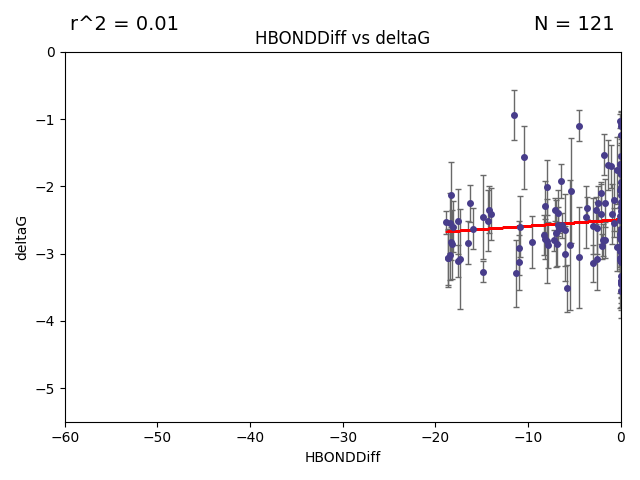 r^2 = 0.01
N = 121
HBONDDiff vs deltaG
0
−1
−2
−3
−4
−5
deltaG
−60 −50 −40 −30 −20 −10 0
HBONDDiff